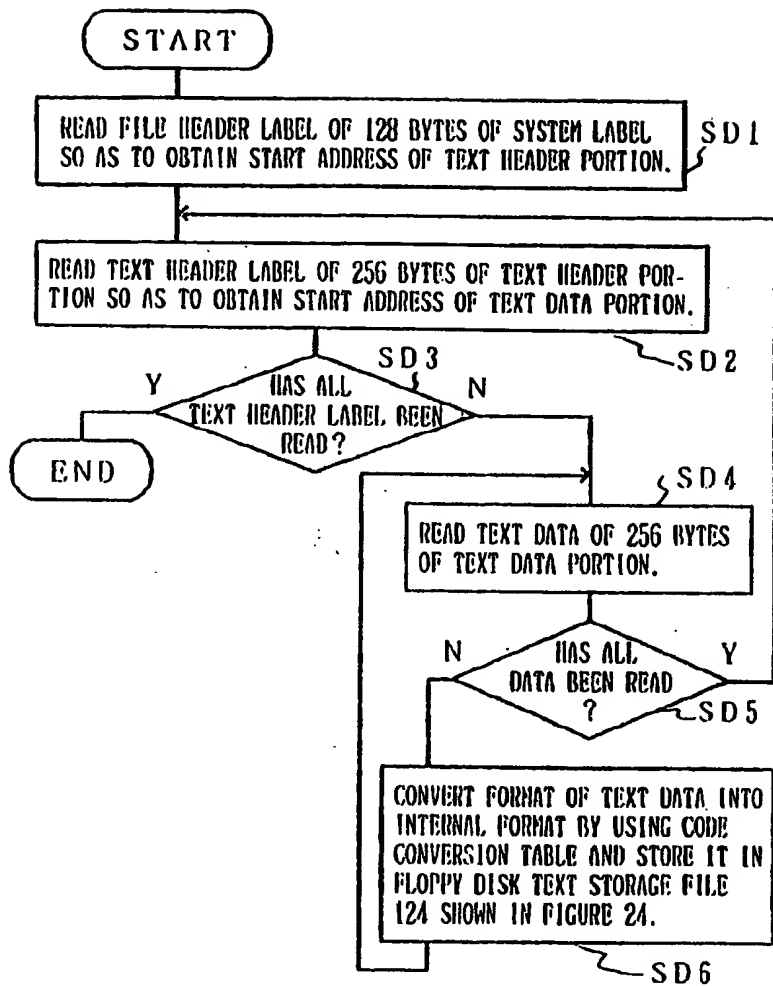 START
READ FILE HEADER LABEL OF 128 BYTES OF SYSTEM LABEL
SO AS TO OBTAIN START ADDRESS OF TEXT HEADER PORTION.
SD1
READ TEXT HEADER LABEL OF 256 BYTES OF TEXT HEADER POR-
TION SO AS TO OBTAIN START ADDRESS OF TEXT DATA PORTION.
SD2
SD3
Y
N
HAS ALL
TEXT HEADER LABEL BEEN
READ?
END
SD4
READ TEXT DATA OF 256 BYTES
OF TEXT DATA PORTION.
N
Y
HAS ALL
DATA BEEN READ
?
SD5
CONVERT FORMAT OF TEXT DATA INTO
INTERNAL FORMAT BY USING CODE
CONVERSION TABLE AND STORE IT IN
FLOPPY DISK TEXT STORAGE FILE
124 SHOWN IN FIGURE 24.
SD6